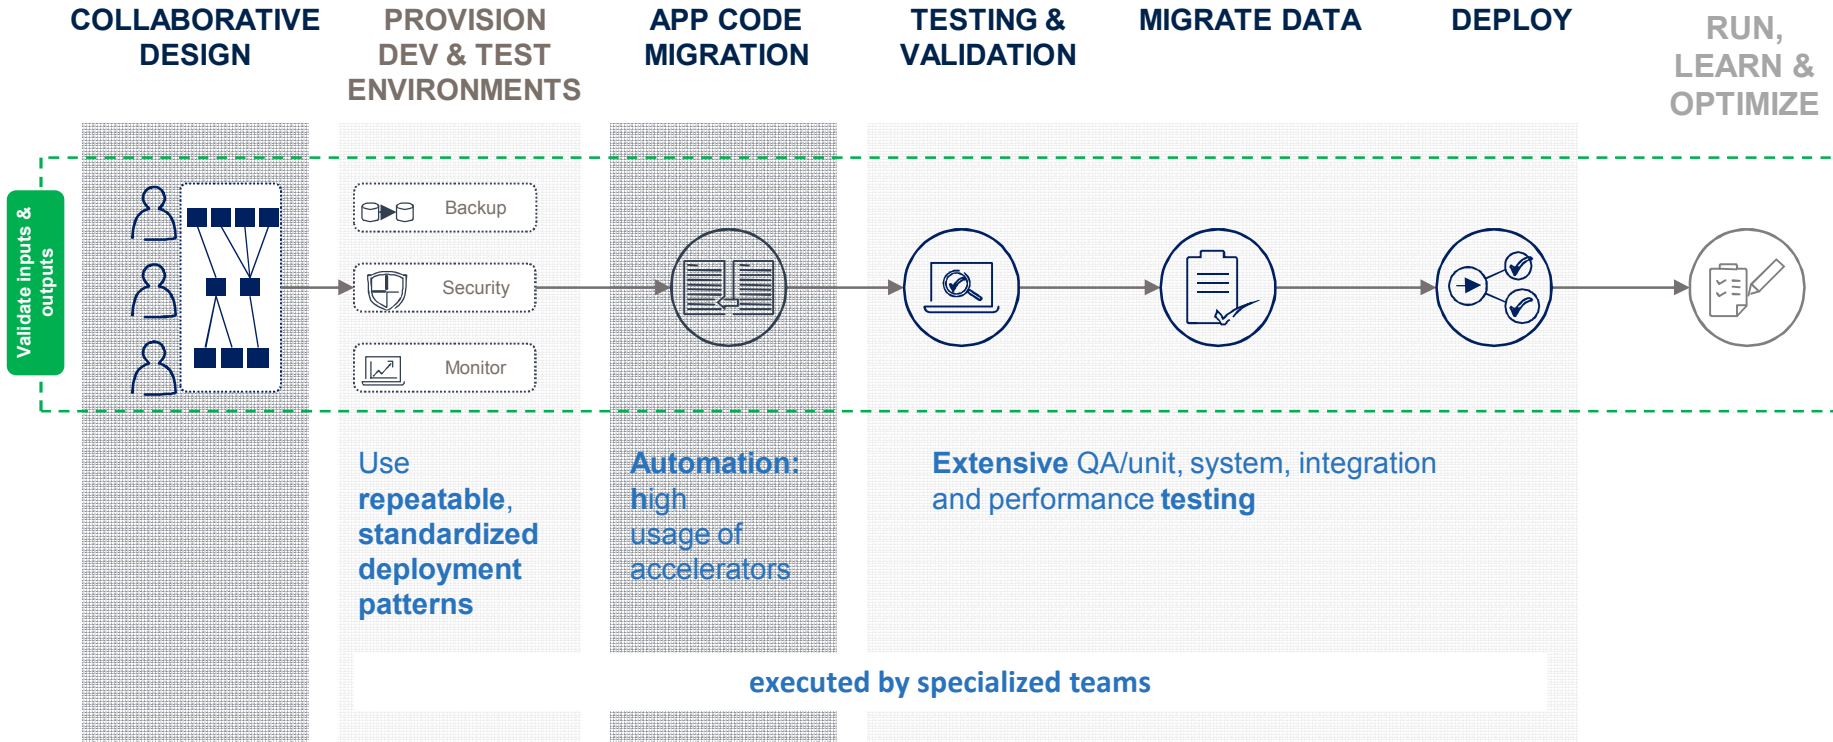 COLLABORATIVE
DESIGN
PROVISION
DEV & TEST
ENVIRONMENTS
APP CODE
MIGRATION
TESTING &
VALIDATION
MIGRATE DATA
DEPLOY
RUN,
LEARN &
OPTIMIZE
Validate inputs &
outputs
Backup
Security
Monitor
Use
repeatable,
standardized
deployment
patterns
Automation:
high
usage of
accelerators
Extensive QA/unit, system, integration
and performance testing
executed by specialized teams